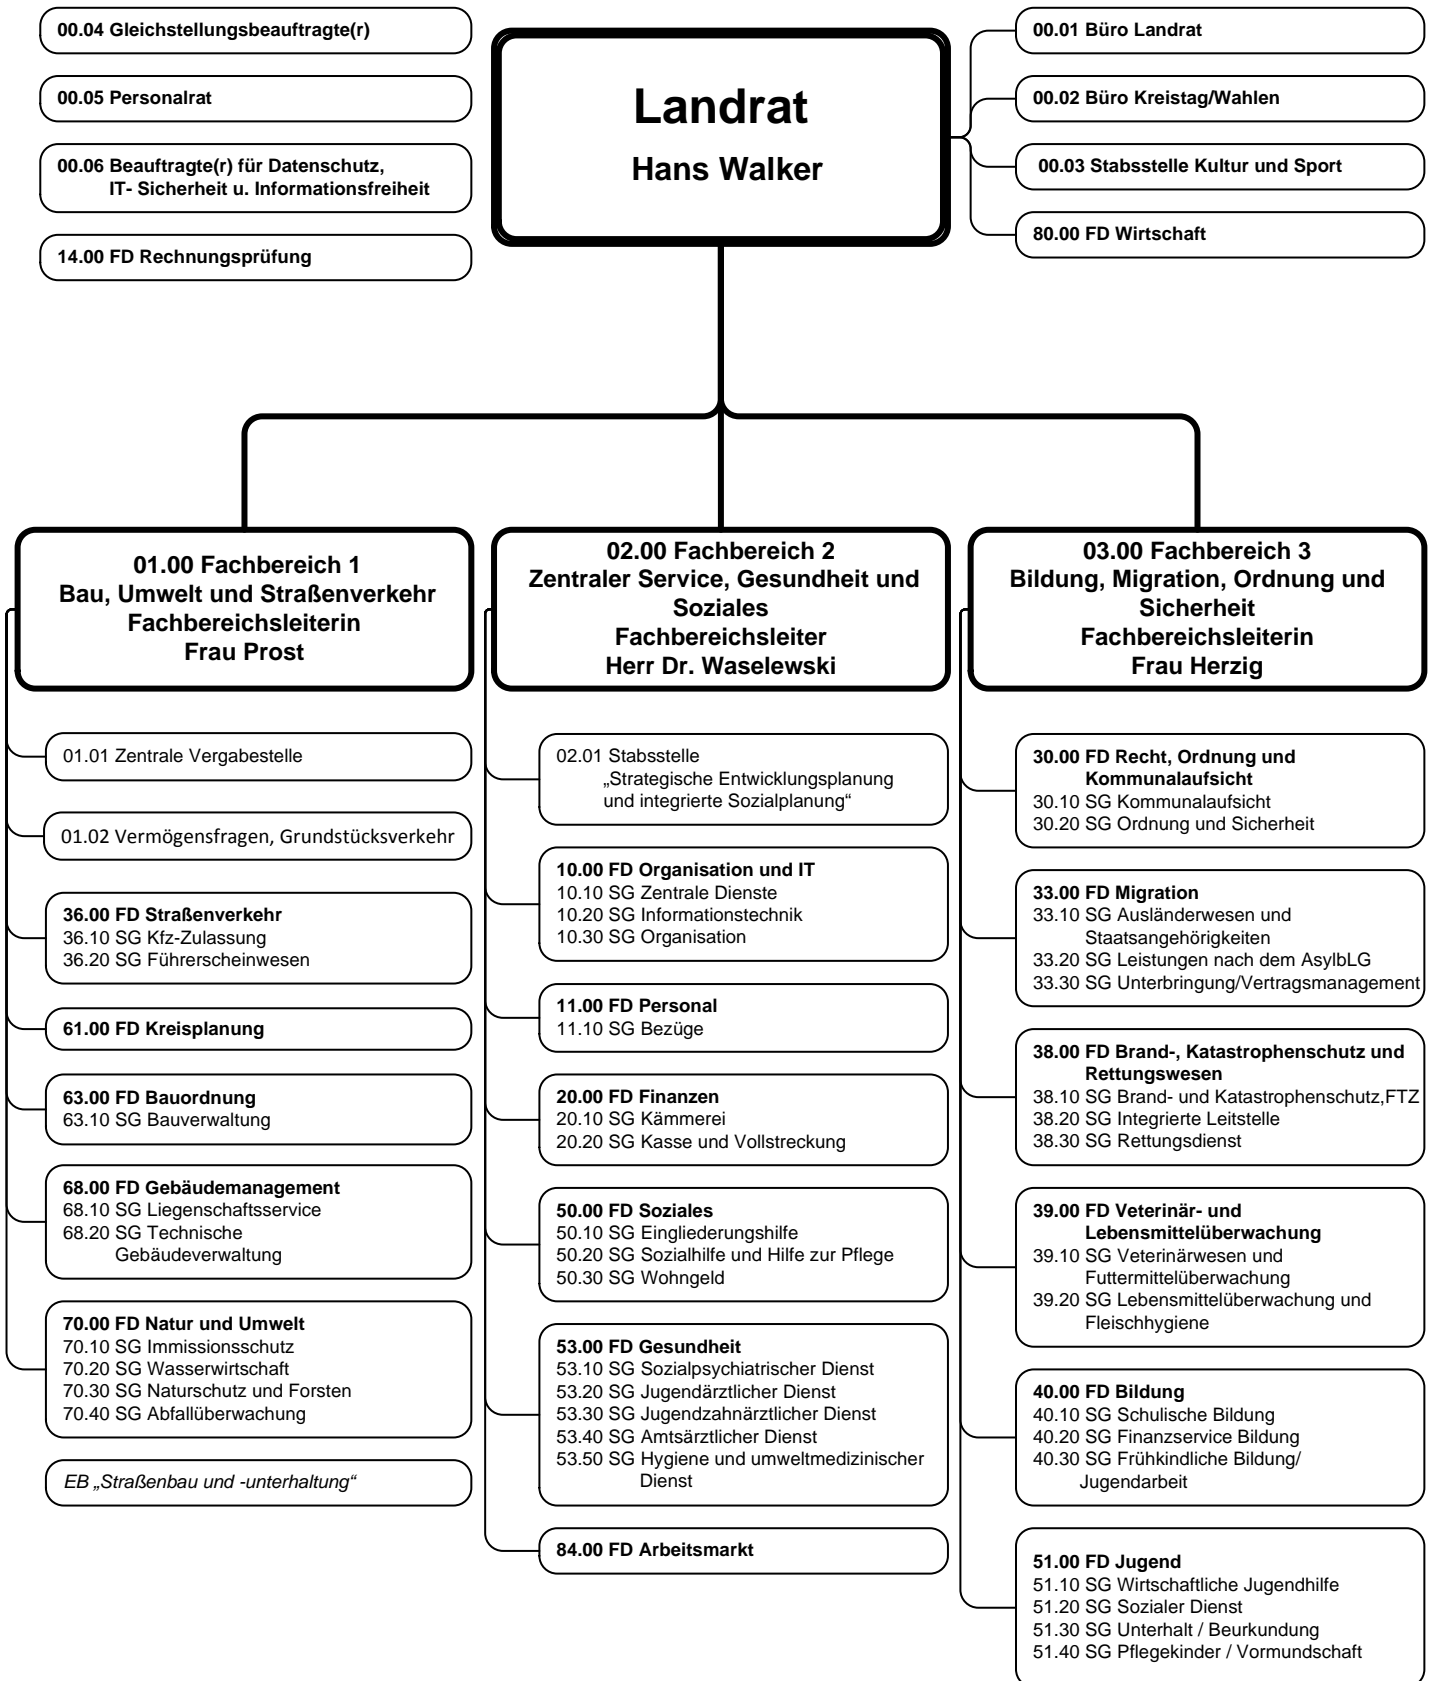 00.04 Gleichstellungsbeauftragte(r)
00.05 Personalrat
00.06 Beauftragte(r) für Datenschutz,
IT- Sicherheit u. Informationsfreiheit
14.00 FD Rechnungsprüfung
Landrat
Hans Walker
00.01 Büro Landrat
00.02 Büro Kreistag/Wahlen
00.03 Stabsstelle Kultur und Sport
80.00 FD Wirtschaft
01.00 Fachbereich 1
Bau, Umwelt und Straßenverkehr
Fachbereichsleiterin
Frau Prost
01.01 Zentrale Vergabestelle
01.02 Vermögensfragen, Grundstücksverkehr
36.00 FD Straßenverkehr
36.10 SG Kfz-Zulassung
36.20 SG Führerscheinwesen
61.00 FD Kreisplanung
63.00 FD Bauordnung
63.10 SG Bauverwaltung
68.00 FD Gebäudemanagement
68.10 SG Liegenschaftsservice
68.20 SG Technische
Gebäudeverwaltung
70.00 FD Natur und Umwelt
70.10 SG Immissionsschutz
70.20 SG Wasserwirtschaft
70.30 SG Naturschutz und Forsten
70.40 SG Abfallüberwachung
EB „Straßenbau und -unterhaltung“
02.00 Fachbereich 2
Zentraler Service, Gesundheit und
Soziales
Fachbereichsleiter
Herr Dr. Waselewski
02.01 Stabsstelle
„Strategische Entwicklungsplanung
und integrierte Sozialplanung“
10.00 FD Organisation und IT
10.10 SG Zentrale Dienste
10.20 SG Informationstechnik
10.30 SG Organisation
11.00 FD Personal
11.10 SG Bezüge
20.00 FD Finanzen
20.10 SG Kämmerei
20.20 SG Kasse und Vollstreckung
50.00 FD Soziales
50.10 SG Eingliederungshilfe
50.20 SG Sozialhilfe und Hilfe zur Pflege
50.30 SG Wohngeld
53.00 FD Gesundheit
53.10 SG Sozialpsychiatrischer Dienst
53.20 SG Jugendärztlicher Dienst
53.30 SG Jugendzahnärztlicher Dienst
53.40 SG Amtsärztlicher Dienst
53.50 SG Hygiene und umweltmedizinischer
Dienst
84.00 FD Arbeitsmarkt
03.00 Fachbereich 3
Bildung, Migration, Ordnung und
Sicherheit
Fachbereichsleiterin
Frau Herzig
30.00 FD Recht, Ordnung und
Kommunalaufsicht
30.10 SG Kommunalaufsicht
30.20 SG Ordnung und Sicherheit
33.00 FD Migration
33.10 SG Ausländerwesen und
Staatsangehörigkeiten
33.20 SG Leistungen nach dem AsylbLG
33.30 SG Unterbringung/Vertragsmanagement
38.00 FD Brand-, Katastrophenschutz und
Rettungswesen
38.10 SG Brand- und Katastrophenschutz,FTZ
38.20 SG Integrierte Leitstelle
38.30 SG Rettungsdienst
39.00 FD Veterinär- und
Lebensmittelüberwachung
39.10 SG Veterinärwesen und
Futtermittelüberwachung
39.20 SG Lebensmittelüberwachung und
Fleischhygiene
40.00 FD Bildung
40.10 SG Schulische Bildung
40.20 SG Finanzservice Bildung
40.30 SG Frühkindliche Bildung/
Jugendarbeit
51.00 FD Jugend
51.10 SG Wirtschaftliche Jugendhilfe
51.20 SG Sozialer Dienst
51.30 SG Unterhalt / Beurkundung
51.40 SG Pflegekinder / Vormundschaft